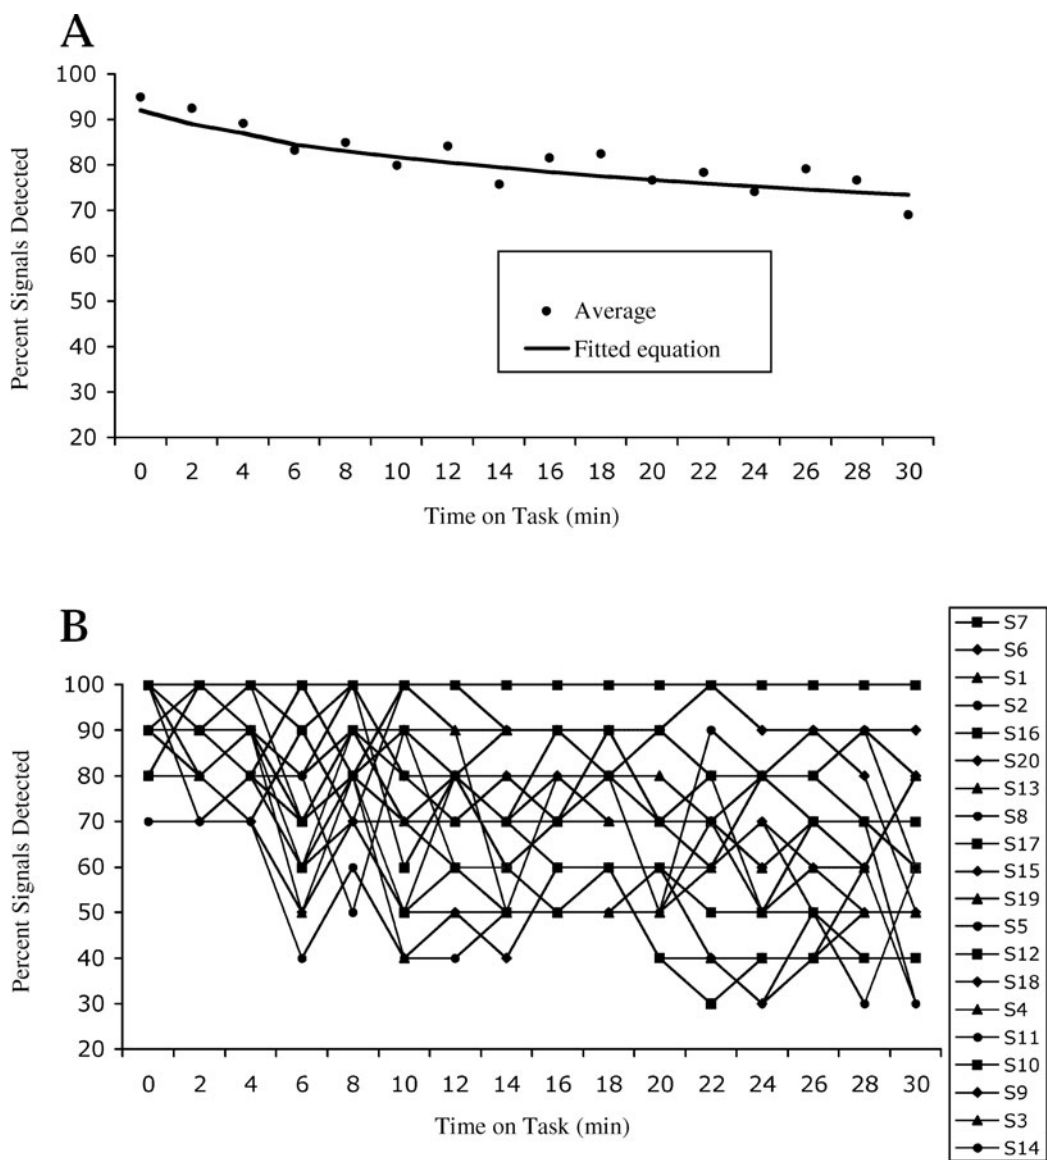 A
100
90
80
70
60
50
40
30
20
Percent Signals Detected
Average
Fitted equation
0 2 4 6 8 10 12 14 16 18 20 22 24 26 28 30
Time on Task (min)
B
100
90
80
70
60
50
40
30
20
Percent Signals Detected
0 2 4 6 8 10 12 14 16 18 20 22 24 26 28 30
Time on Task (min)
S7
S6
S1
S2
S16
S20
S13
S8
S17
S15
S19
S5
S12
S18
S4
S11
S10
S9
S3
S14